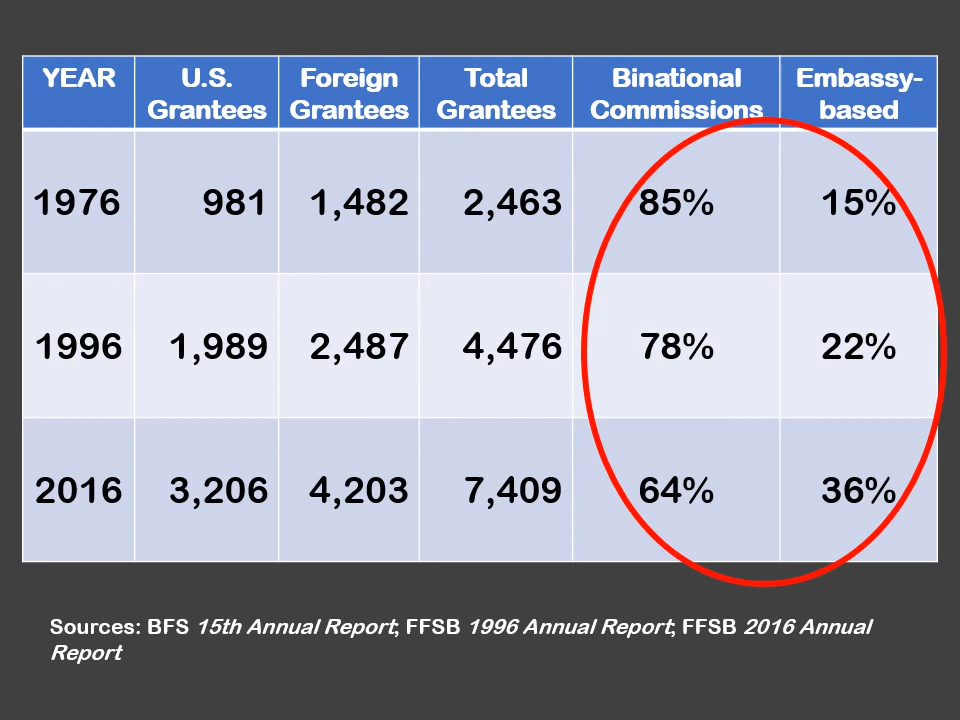 YEAR U.S. Grantees Foreign Grantees Total Grantees Binational Commissions Embassy-based
1976 981 1,482 2,463 85% 15%
1996 1,989 2,487 4,476 78% 22%
2016 3,206 4,203 7,409 64% 36%
Sources: BFS 15th Annual Report; FFSB 1996 Annual Report; FFSB 2016 Annual
Report